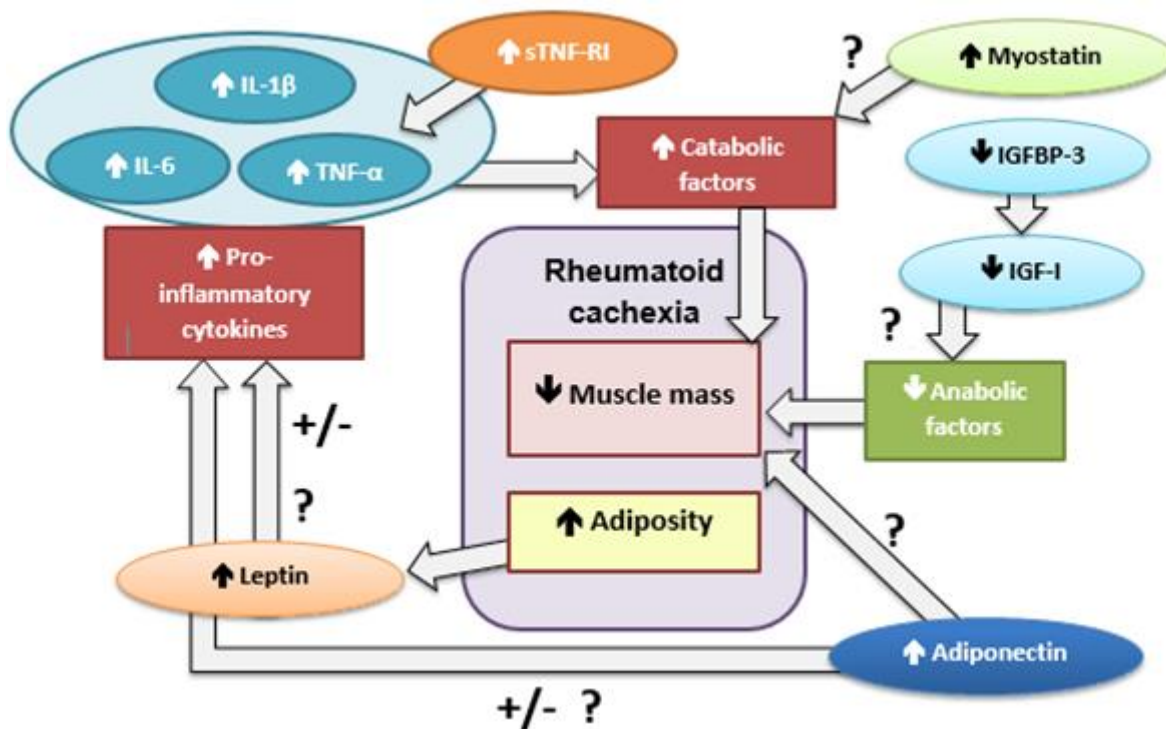 ↑ sTNF-RI
?
↑ Myostatin
↑ IL-1β
↑ IL-6
↑ TNF-α
↑ Catabolic
factors
↓ IGFBP-3
↑ Pro-
inflammatory
cytokines
Rheumatoid
cachexia
↓ IGF-I
?
↓ Muscle mass
↓ Anabolic
factors
+/-
?
↑ Adiposity
?
↑ Leptin
↑ Adiponectin
+/- ?